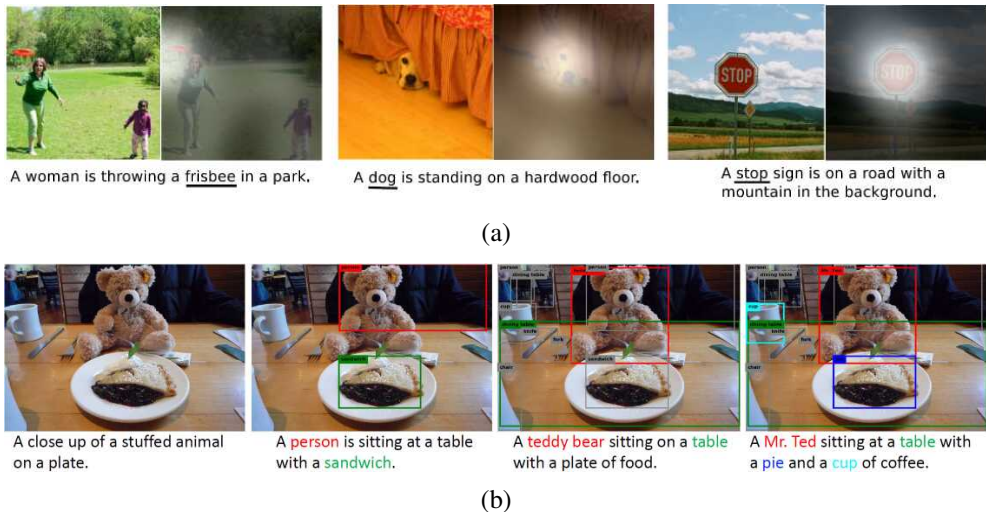 STOP
STOP
A woman is throwing a frisbee in a park.
A dog is standing on a hardwood floor.
A stop sign is on a road with a
mountain in the background.
(a)
person
sandwich
person
dining table
cup
dining table
knife
fork
sandwich
chair
person
dining table
cup
dining table
knife
fork
chair
A close up of a stuffed animal
on a plate.
A person is sitting at a table
with a sandwich.
A teddy bear sitting on a table
with a plate of food.
A Mr. Ted sitting at a table with
a pie and a cup of coffee.
(b)